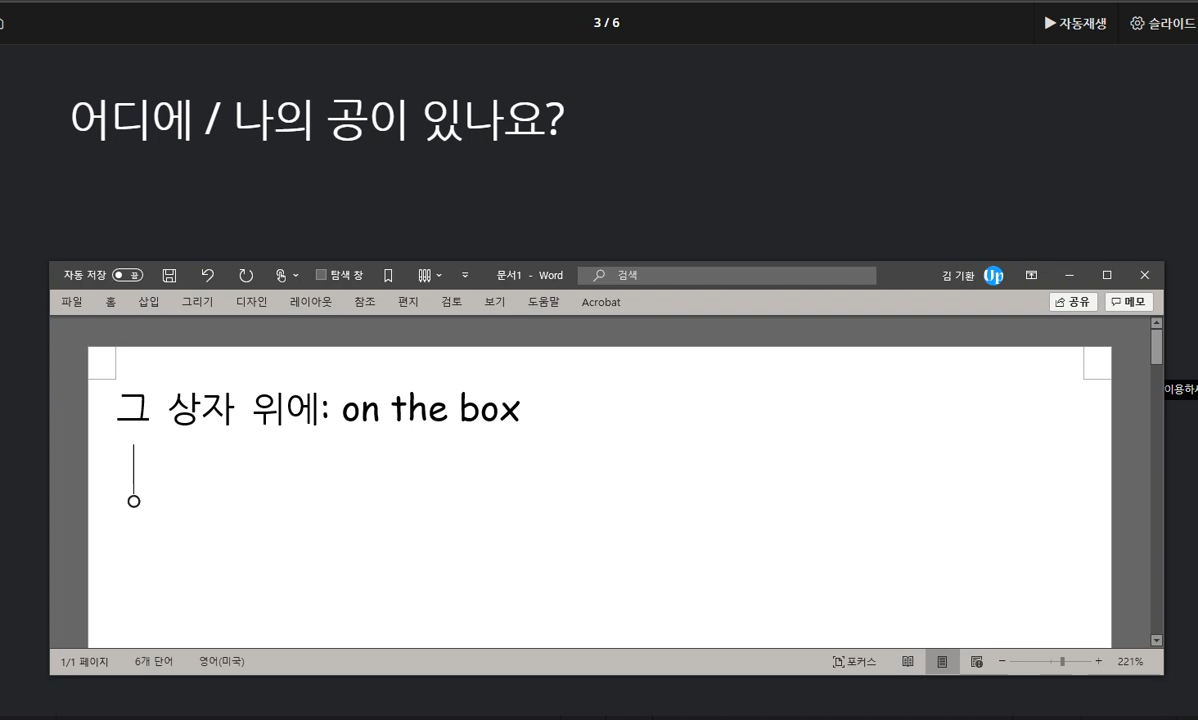 3 / 6
자동재생
슬라이드
어디에 / 나의 공이 있나요?
자동 저장
끔
탐색 창
문서1 - Word
검색
김 기환
Up
파일 홈 삽입 그리기 디자인 레이아웃 참조 편지 검토 보기 도움말 Acrobat
공유
메모
이용하
그 상자 위에: on the box
1/1 페이지
6개 단어
영어(미국)
포커스
221%